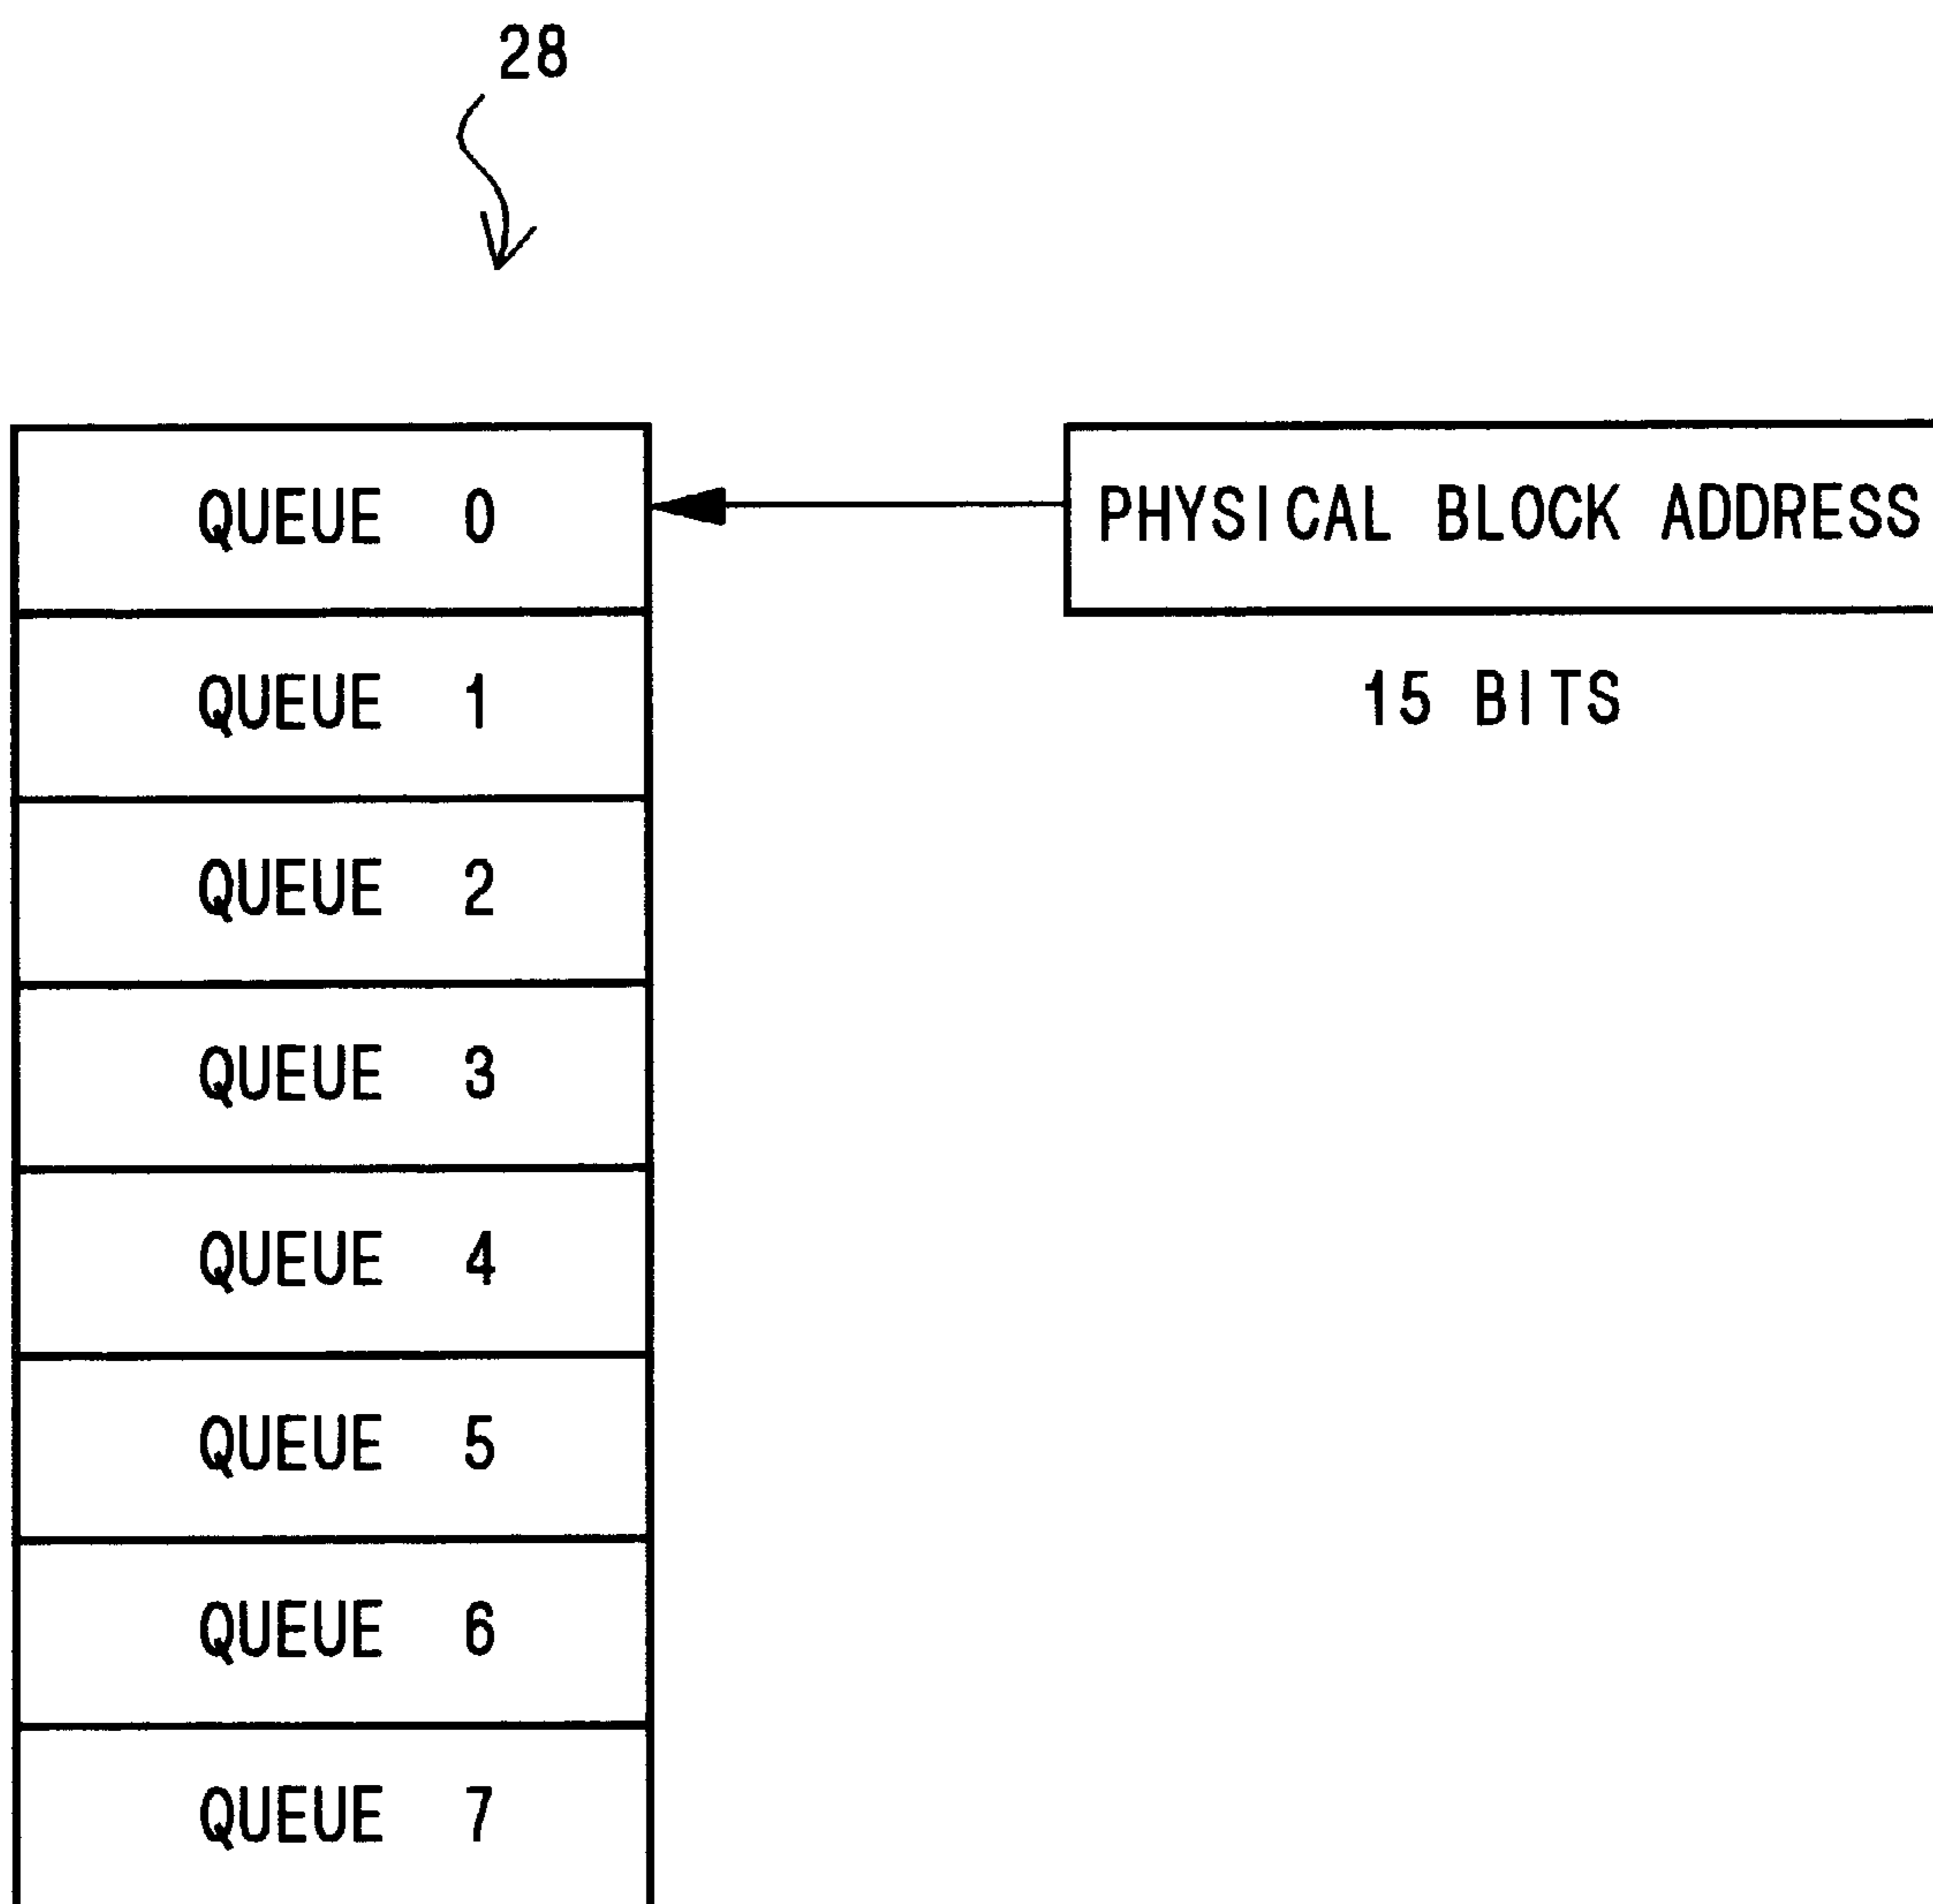 28
QUEUE 0
PHYSICAL BLOCK ADDRESS
QUEUE 1
15 BITS
QUEUE 2
QUEUE 3
QUEUE 4
QUEUE 5
QUEUE 6
QUEUE 7